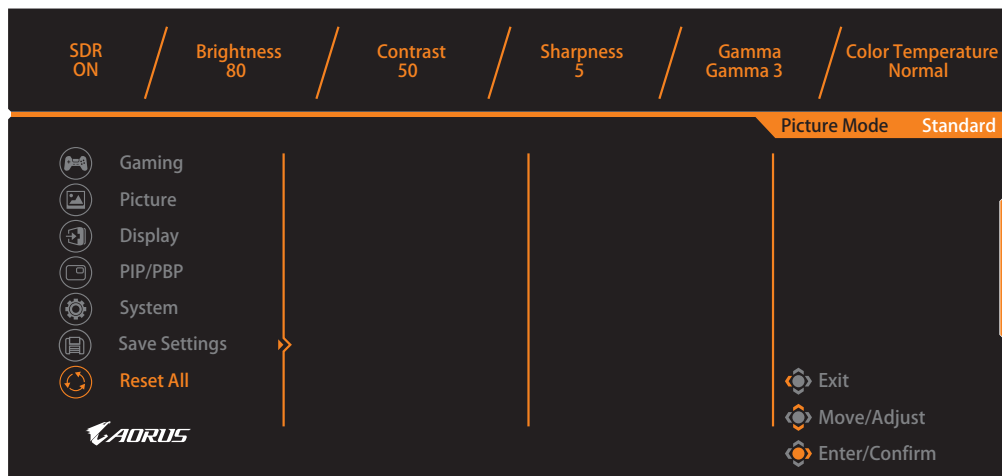 SDR
ON
Brightness
80
Contrast
50
Sharpness
5
Gamma
Gamma 3
Color Temperature
Normal
Picture Mode Standard
Gaming
Picture
Display
PIP/PBP
System
Save Settings
Reset All
AORUS
Exit
Move/Adjust
Enter/Confirm